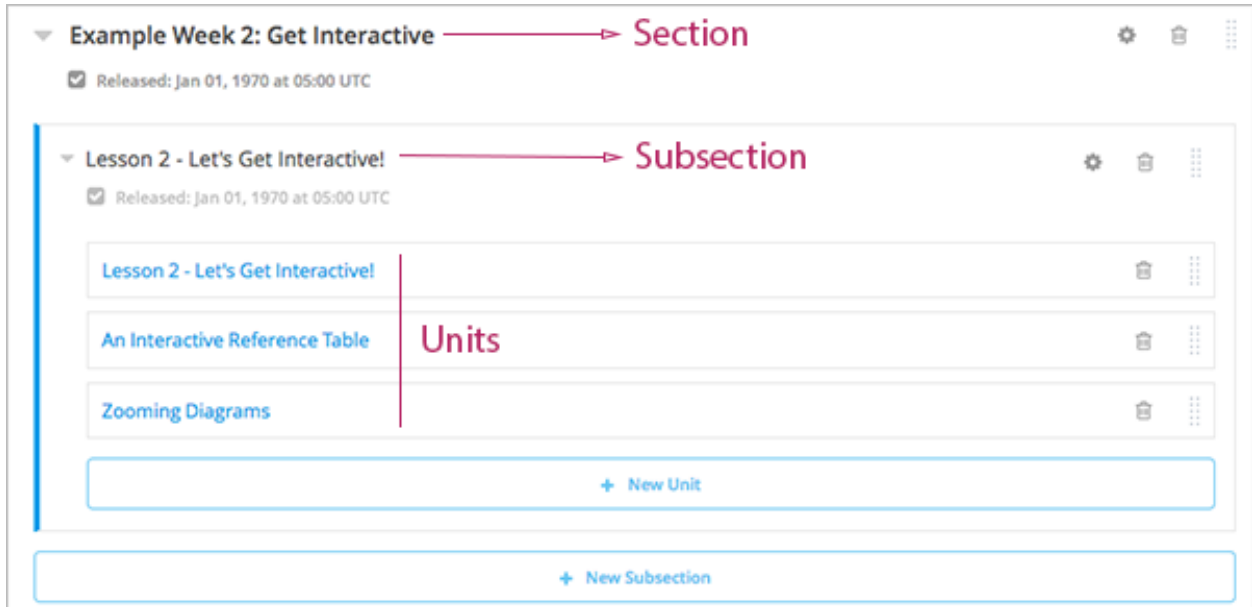 Example Week 2: Get Interactive Section
Released: Jan 01, 1970 at 05:00 UTC
Lesson 2 - Let's Get Interactive! Subsection
Released: Jan 01, 1970 at 05:00 UTC
Lesson 2 - Let's Get Interactive!
An Interactive Reference Table Units
Zooming Diagrams
+ New Unit
+ New Subsection